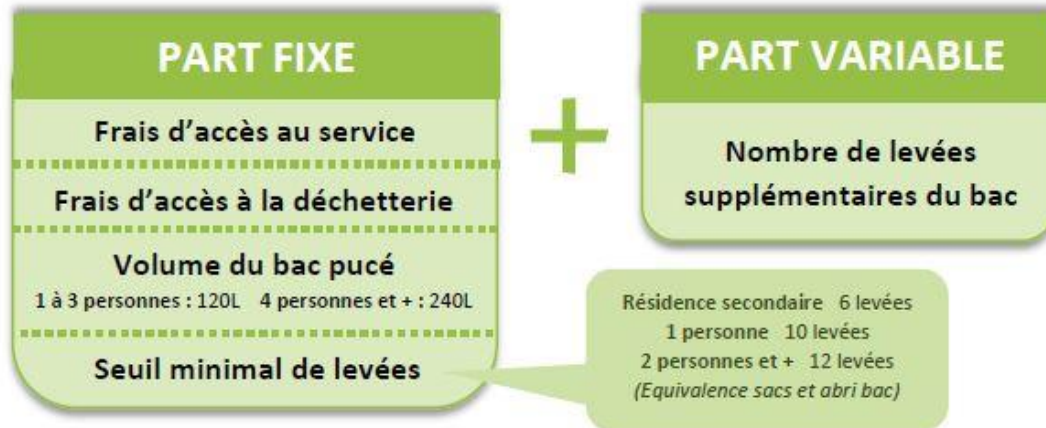 PART FIXE
Frais d'accès au service
Frais d'accès à la déchetterie
Volume du bac pucé
1 à 3 personnes : 120L 4 personnes et + : 240L
Seuil minimal de levées
+
PART VARIABLE
Nombre de levées
supplémentaires du bac
Résidence secondaire 6 levées
1 personne 10 levées
2 personnes et + 12 levées
(Equivalence sacs et abri bac)